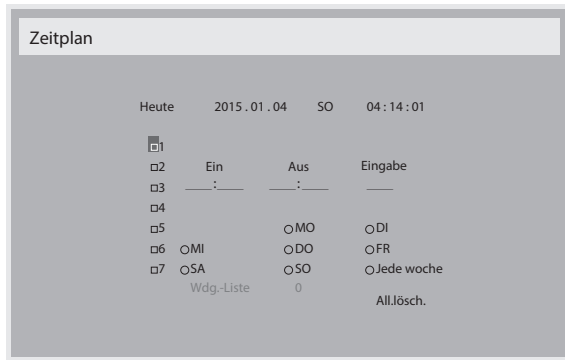 Zeitplan
Heute 2015 . 01 . 04 SO 04 : 14 : 01
1
2 Ein Aus Eingabe
3 ____:____ ____:____ ____
4
5 MO DI
6 MI DO FR
7 SA SO Jede woche
Wdg.-Liste 0
All.lösch.